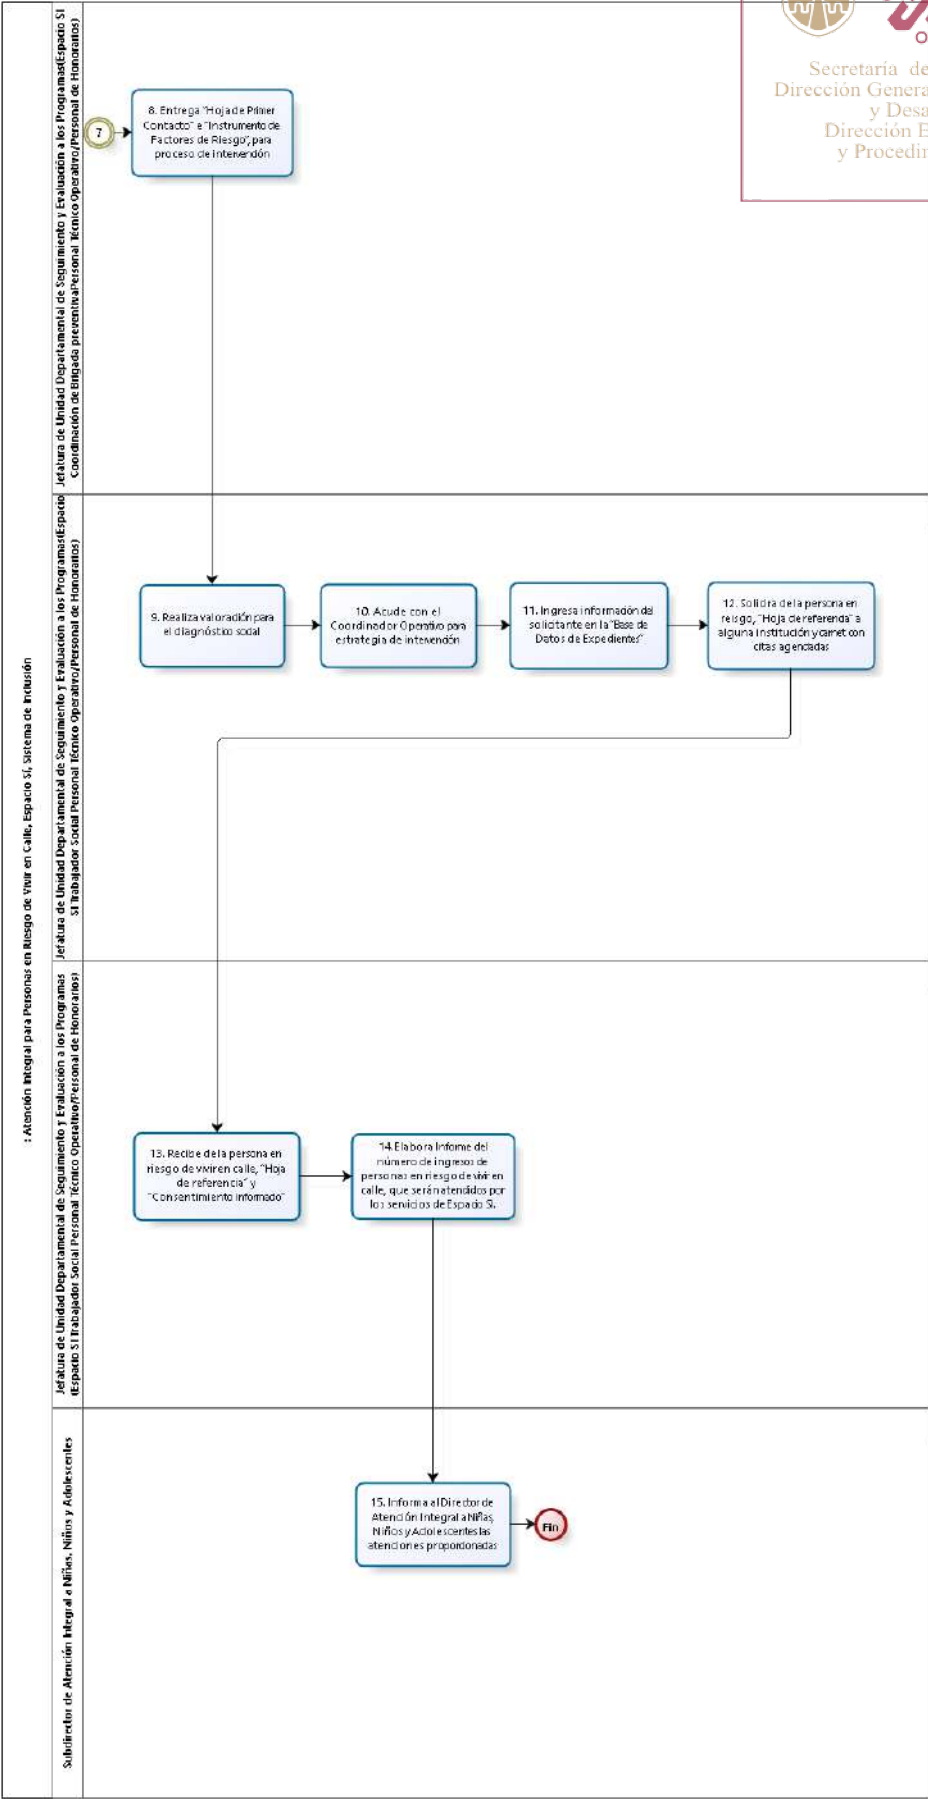 Secretaría de
Dirección Genera
y Desa
Dirección E
y Procedin
: Atención Integral para Personas en Riesgo de Vivir en Calle, Espacio Sí, Sistema de Inclusión
Jefatura de Unidad Departamental de Seguimiento y Evaluación a los Programas(Espacio SI
Coordinación de Brigada preventivaPersonal Técnico Operativo/Personal de Honorarios)
7
8. Entrega "Hoja de Primer
Contacto" e "Instrumento de
Factores de Riesgo", para
proceso de intervención
Jefatura de Unidad Departamental de Seguimiento y Evaluación a los Programas(Espacio
SI Trabajador Social Personal Técnico Operativo/Personal de Honorarios)
9. Realiza valoración para
el diagnóstico social
10. Acude con el
Coordinador Operativo para
estrategia de intervención
11. Ingresa información del
solicitante en la "Base de
Datos de Expedientes"
12. Solicita de la persona en
reisgo, "Hoja de referencia" a
alguna institución y carnet con
citas agendadas
Jefatura de Unidad Departamental de Seguimiento y Evaluación a los Programas
(Espacio SI Trabajador Social Personal Técnico Operativo/Personal de Honorarios)
13. Recibe de la persona en
riesgo de vivir en calle, "Hoja
de referencia" y
"Consentimiento informado"
14. Elabora Informe del
número de ingresos de
personas en riesgo de vivir en
calle, que serán atendidos por
los servicios de Espacio SI.
Subdirector de Atención Integral a Niñas, Niños y Adolescentes
15. Informa al Director de
Atención Integral a Niñas,
Niños y Adolescentes las
atenciones proporcionadas
Fin